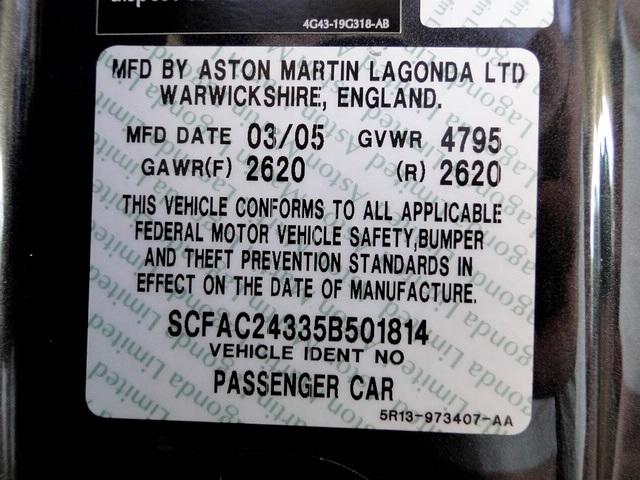 4G43-19G318-AB
MFD BY ASTON MARTIN LAGONDA LTD
WARWICKSHIRE, ENGLAND.
MFD DATE 03/05 GVWR 4795
GAWR(F) 2620 (R) 2620
THIS VEHICLE CONFORMS TO ALL APPLICABLE
FEDERAL MOTOR VEHICLE SAFETY,BUMPER
AND THEFT PREVENTION STANDARDS IN
EFFECT ON THE DATE OF MANUFACTURE.
SCFAC24335B501814
VEHICLE IDENT NO
PASSENGER CAR
5R13-973407-AA